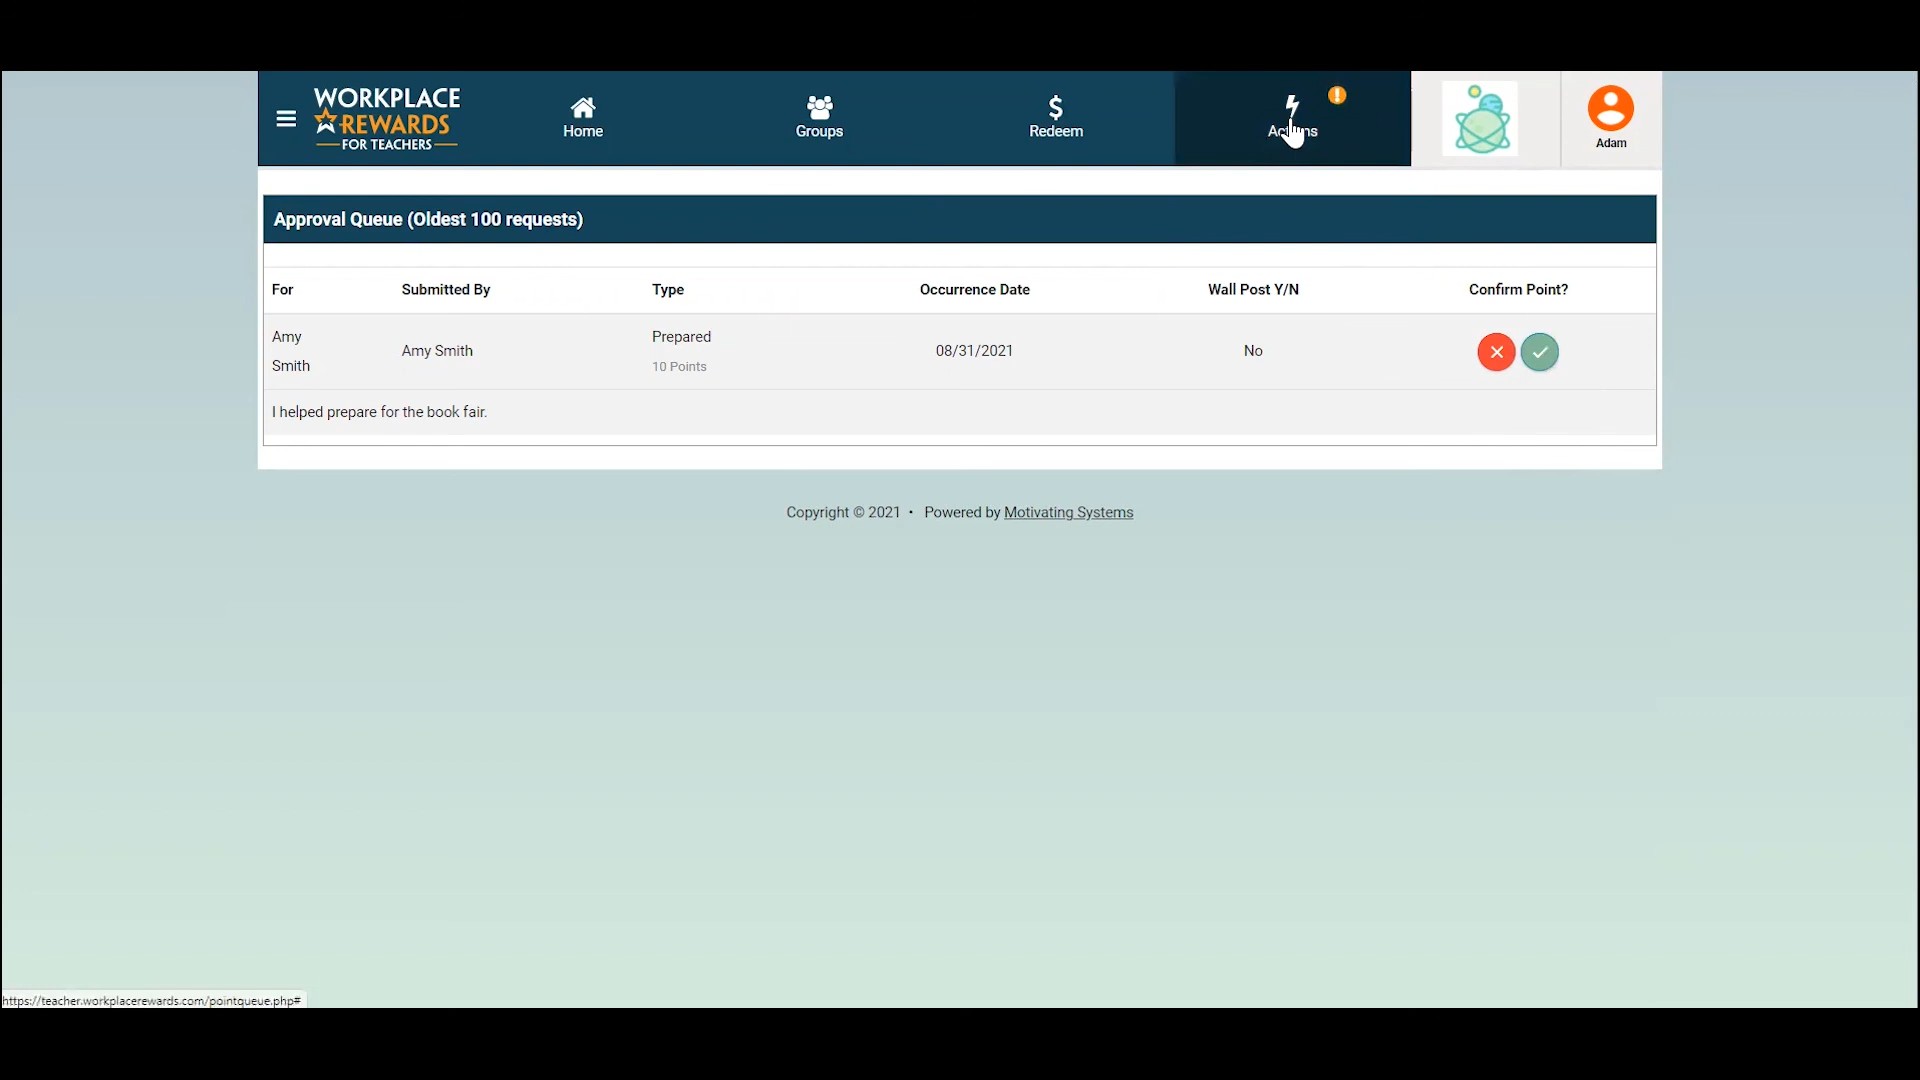 WORKPLACE
REWARDS
FOR TEACHERS
Home
Groups
Redeem
!
Adam
Approval Queue (Oldest 100 requests)
For Submitted By Type Occurrence Date Wall Post Y/N Confirm Point?
Amy Smith Amy Smith Prepared 08/31/2021 No
10 Points
I helped prepare for the book fair.
Copyright © 2021 • Powered by Motivating Systems
https://teacher.workplacerewards.com/pointqueue.php#